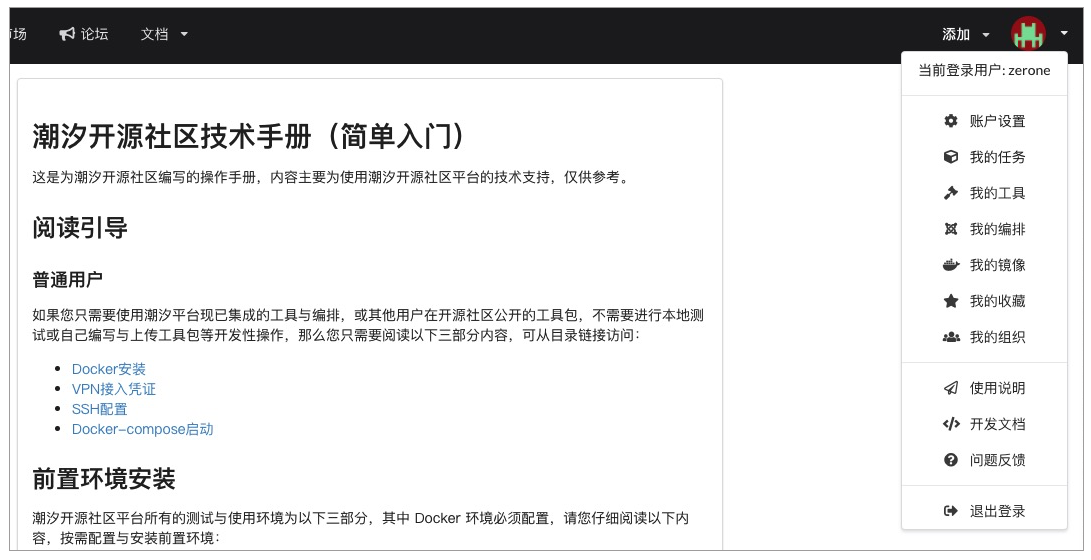 市场
论坛
文档
添加
当前登录用户: zerone
账户设置
我的任务
我的工具
我的编排
我的镜像
我的收藏
我的组织
使用说明
开发文档
问题反馈
退出登录
潮汐开源社区技术手册（简单入门）
这是为潮汐开源社区编写的操作手册，内容主要为使用潮汐开源社区平台的技术支持，仅供参考。
阅读引导
普通用户
如果您只需要使用潮汐平台现已集成的工具与编排，或其他用户在开源社区公开的工具包，不需要进行本地测
试或自己编写与上传工具包等开发性操作，那么您只需要阅读以下三部分内容，可从目录链接访问：
Docker安装
VPN接入凭证
SSH配置
Docker-compose启动
前置环境安装
潮汐开源社区平台所有的测试与使用环境为以下三部分，其中 Docker 环境必须配置，请您仔细阅读以下内
容，按需配置与安装前置环境：